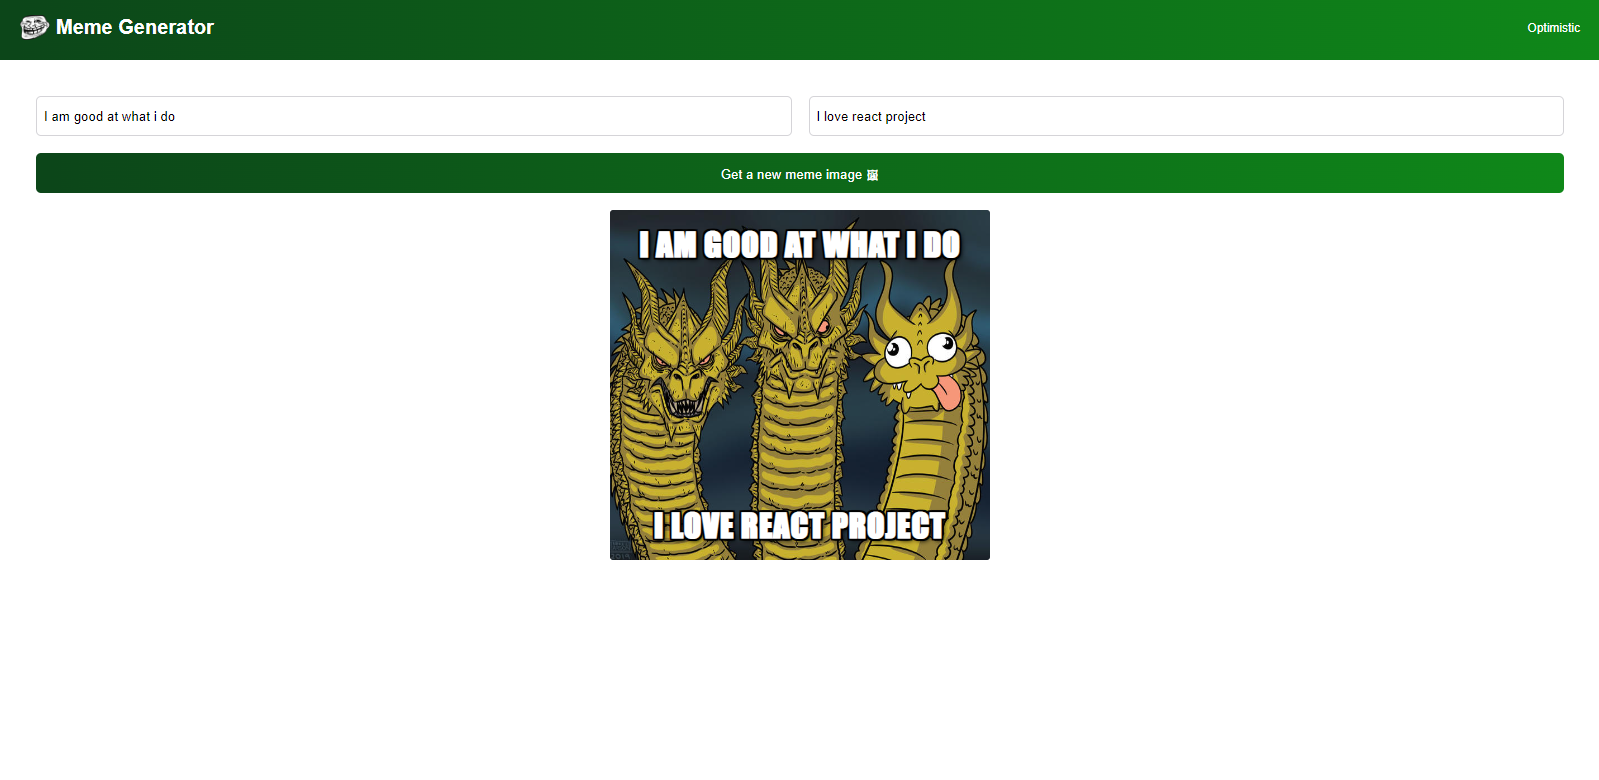 Meme Generator
Optimistic
I am good at what i do
I love react project
Get a new meme image 🖼
I AM GOOD AT WHAT I DO
I LOVE REACT PROJECT